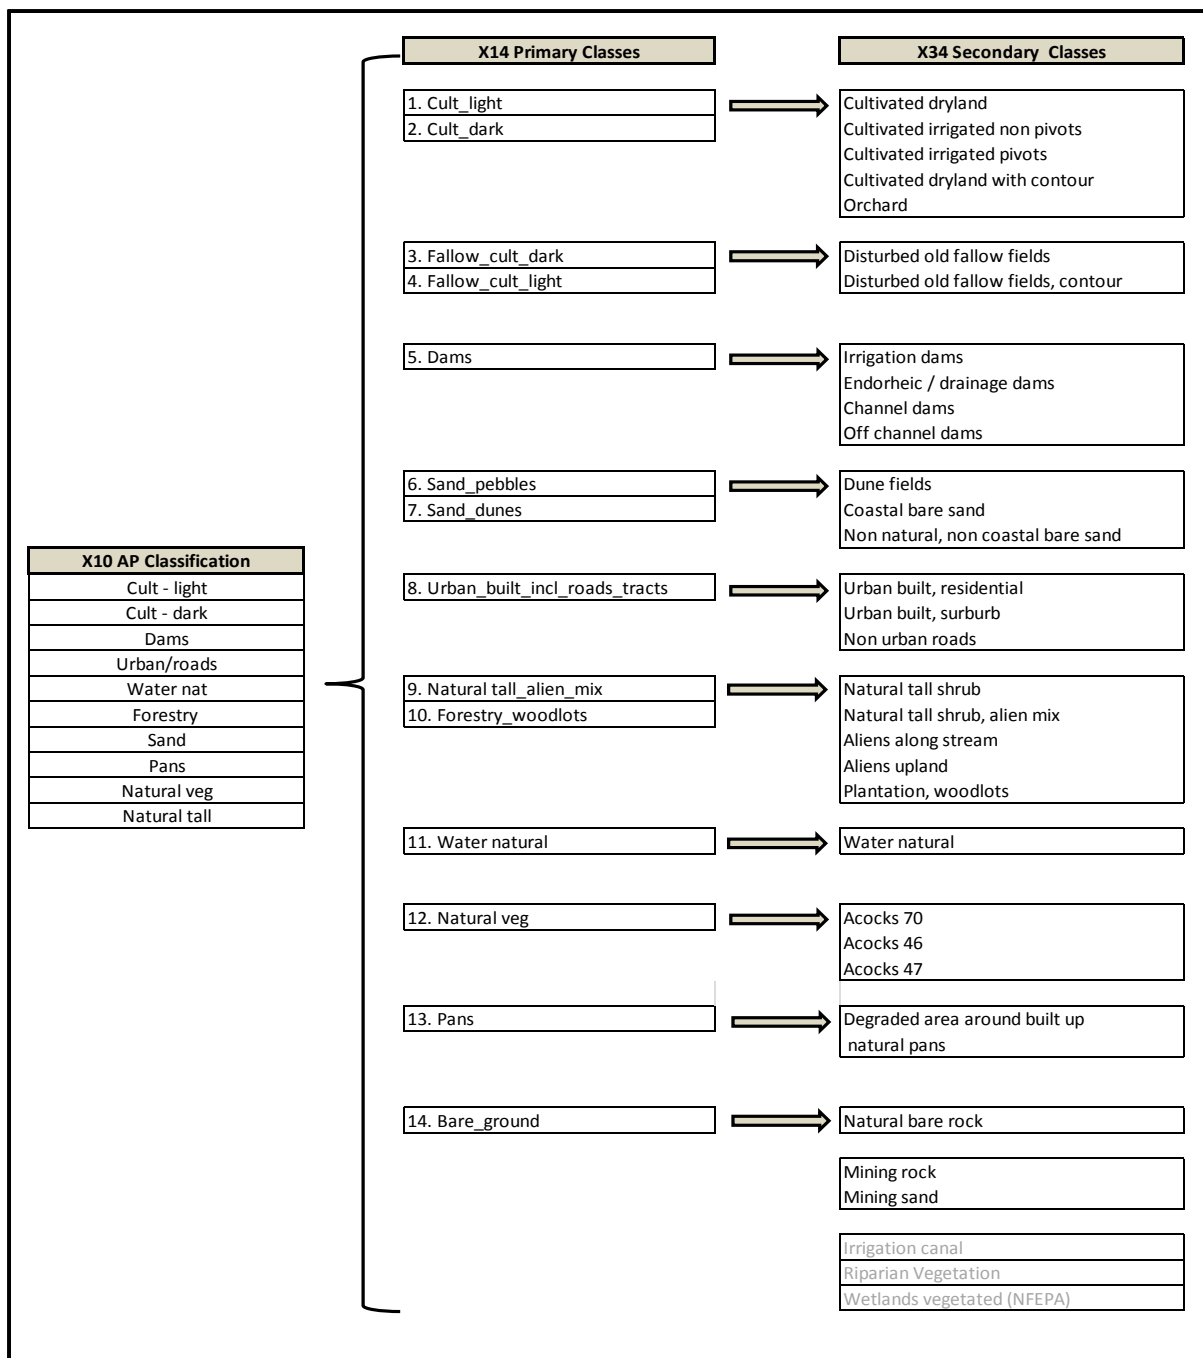 X14 Primary Classes
X34 Secondary  Classes
1. Cult_light
2. Cult_dark
Cultivated dryland
Cultivated irrigated non pivots
Cultivated irrigated pivots
Cultivated dryland with contour
Orchard
3. Fallow_cult_dark
4. Fallow_cult_light
Disturbed old fallow fields
Disturbed old fallow fields, contour
5. Dams
Irrigation dams
Endorheic / drainage dams
Channel dams
Off channel dams
6. Sand_pebbles
7. Sand_dunes
Dune fields
Coastal bare sand
Non natural, non coastal bare sand
X10 AP Classification
Cult - light
Cult - dark
Dams
Urban/roads
Water nat
Forestry
Sand
Pans
Natural veg
Natural tall
8. Urban_built_incl_roads_tracts
Urban built, residential
Urban built, surburb
Non urban roads
9. Natural tall_alien_mix
10. Forestry_woodlots
Natural tall shrub
Natural tall shrub, alien mix
Aliens along stream
Aliens upland
Plantation, woodlots
11. Water natural
Water natural
12. Natural veg
Acocks 70
Acocks 46
Acocks 47
13. Pans
Degraded area around built up
natural pans
14. Bare_ground
Natural bare rock
Mining rock
Mining sand
Irrigation canal
Riparian Vegetation
Wetlands vegetated (NFEPA)